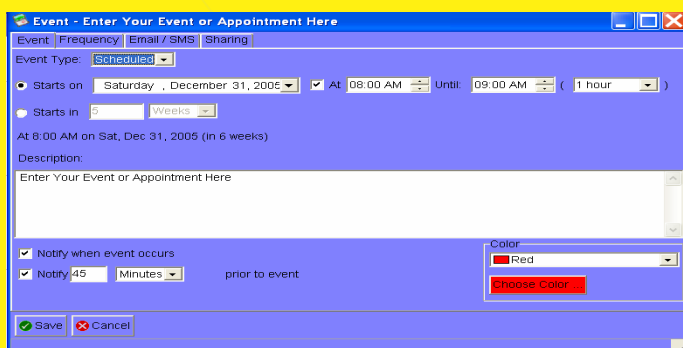 Event - Enter Your Event or Appointment Here
Event Frequency Email / SMS Sharing
Event Type: Scheduled
Starts on Saturday , December 31, 2005 At 08:00 AM Until: 09:00 AM ( 1 hour )
Starts in 5 Weeks
At 8:00 AM on Sat, Dec 31, 2005 (in 6 weeks)
Description:
Enter Your Event or Appointment Here
Notify when event occurs
Notify 45 Minutes prior to event
Color
Red
Choose Color ...
Save Cancel